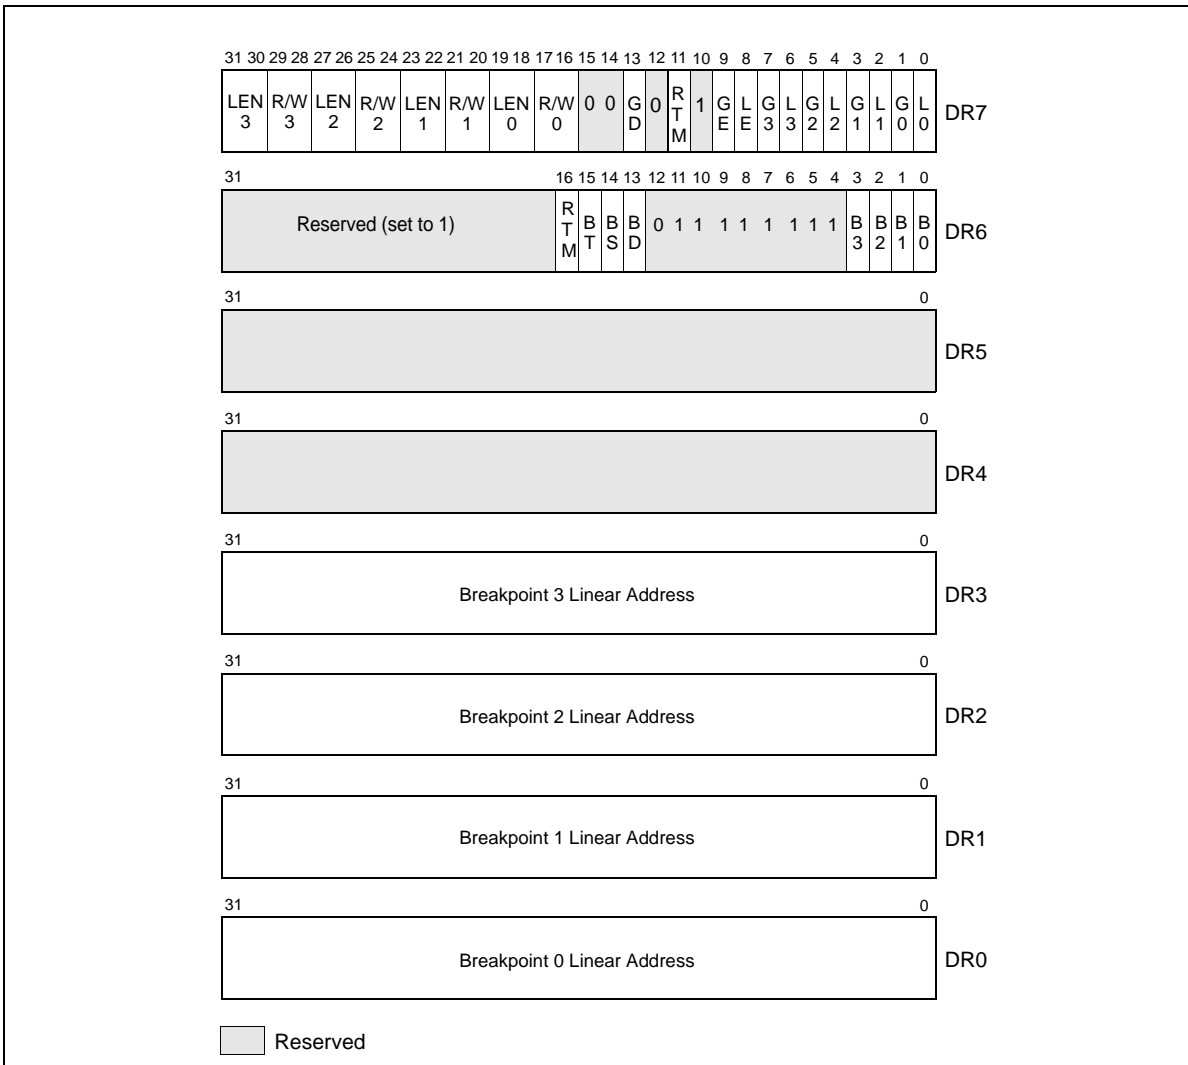 31 30 29 28 27 26 25 24 23 22 21 20 19 18 17 16 15 14 13 12 11 10 9 8 7 6 5 4 3 2 1 0
LEN 3 R/W 3 LEN 2 R/W 2 LEN 1 R/W 1 LEN 0 R/W 0 0 0 GD 0 RTM 1 GE LE G3 L3 G2 L2 G1 L1 G0 L0 DR7
31 16 15 14 13 12 11 10 9 8 7 6 5 4 3 2 1 0
Reserved (set to 1) RTM BT BS BD 0 1 1 1 1 1 1 1 1 B3 B2 B1 B0 DR6
31 0
DR5
31 0
DR4
31 0
Breakpoint 3 Linear Address DR3
31 0
Breakpoint 2 Linear Address DR2
31 0
Breakpoint 1 Linear Address DR1
31 0
Breakpoint 0 Linear Address DR0
Reserved